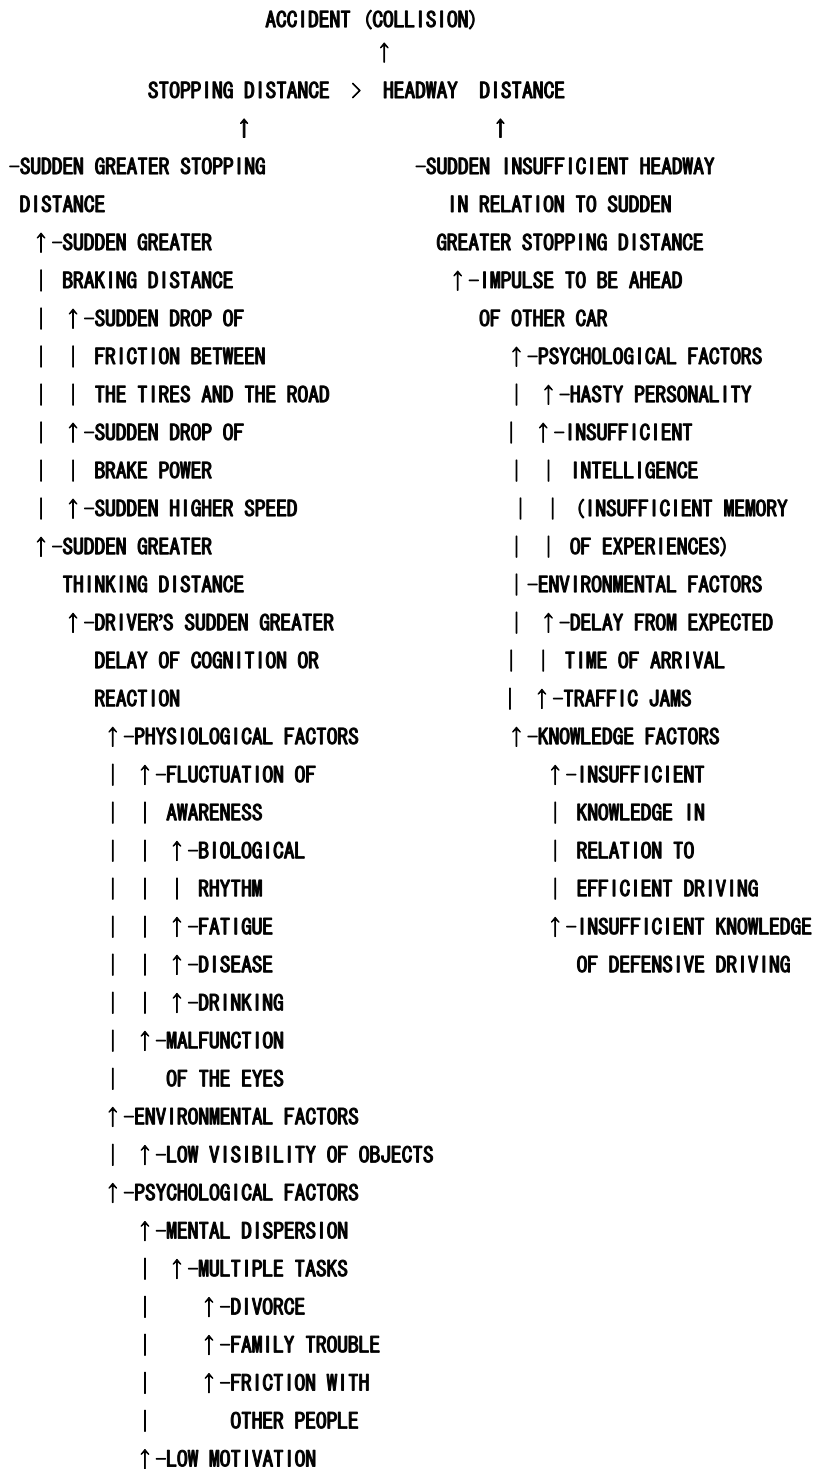 ACCIDENT (COLLISION)
↑
STOPPING DISTANCE > HEADWAY DISTANCE
↑ ↑
-SUDDEN GREATER STOPPING
DISTANCE
↑-SUDDEN GREATER
| BRAKING DISTANCE
| ↑-SUDDEN DROP OF
| | FRICTION BETWEEN
| | THE TIRES AND THE ROAD
| ↑-SUDDEN DROP OF
| | BRAKE POWER
| ↑-SUDDEN HIGHER SPEED
↑-SUDDEN GREATER
THINKING DISTANCE
↑-DRIVER'S SUDDEN GREATER
DELAY OF COGNITION OR
REACTION
↑-PHYSIOLOGICAL FACTORS
| ↑-FLUCTUATION OF
| | AWARENESS
| | ↑-BIOLOGICAL
| | | RHYTHM
| | ↑-FATIGUE
| | ↑-DISEASE
| | ↑-DRINKING
| ↑-MALFUNCTION
| OF THE EYES
↑-ENVIRONMENTAL FACTORS
| ↑-LOW VISIBILITY OF OBJECTS
↑-PSYCHOLOGICAL FACTORS
↑-MENTAL DISPERSION
| ↑-MULTIPLE TASKS
| ↑-DIVORCE
| ↑-FAMILY TROUBLE
| ↑-FRICTION WITH
| OTHER PEOPLE
↑-LOW MOTIVATION
-SUDDEN INSUFFICIENT HEADWAY
IN RELATION TO SUDDEN
GREATER STOPPING DISTANCE
↑-IMPULSE TO BE AHEAD
OF OTHER CAR
↑-PSYCHOLOGICAL FACTORS
| ↑-HASTY PERSONALITY
| ↑-INSUFFICIENT
| | INTELLIGENCE
| | (INSUFFICIENT MEMORY
| | OF EXPERIENCES)
|-ENVIRONMENTAL FACTORS
| ↑-DELAY FROM EXPECTED
| | TIME OF ARRIVAL
| ↑-TRAFFIC JAMS
↑-KNOWLEDGE FACTORS
↑-INSUFFICIENT
| KNOWLEDGE IN
| RELATION TO
| EFFICIENT DRIVING
↑-INSUFFICIENT KNOWLEDGE
OF DEFENSIVE DRIVING